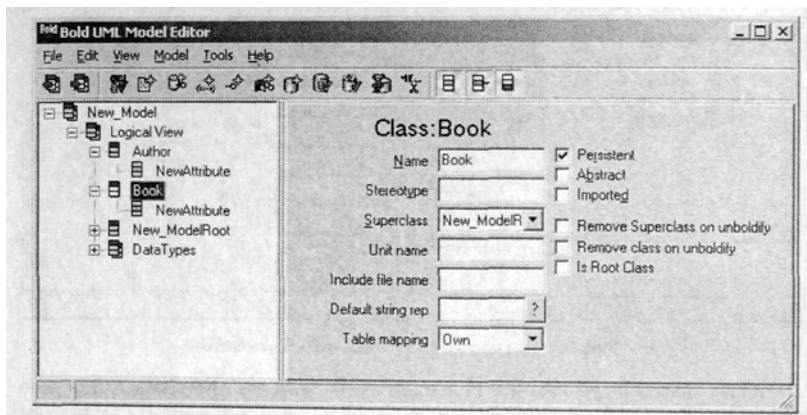 Bold Bold UML Model Editor
File Edit View Model Tools Help
New_Model
Logical View
Author
NewAttribute
Book
NewAttribute
New_ModelRoot
DataTypes
Class:Book
Name Book
Stereotype
Superclass New_ModelR
Unit name
Include file name
Default string rep ?
Table mapping Own
Persistent
Abstract
Imported
Remove Superclass on unboldify
Remove class on unboldify
Is Root Class